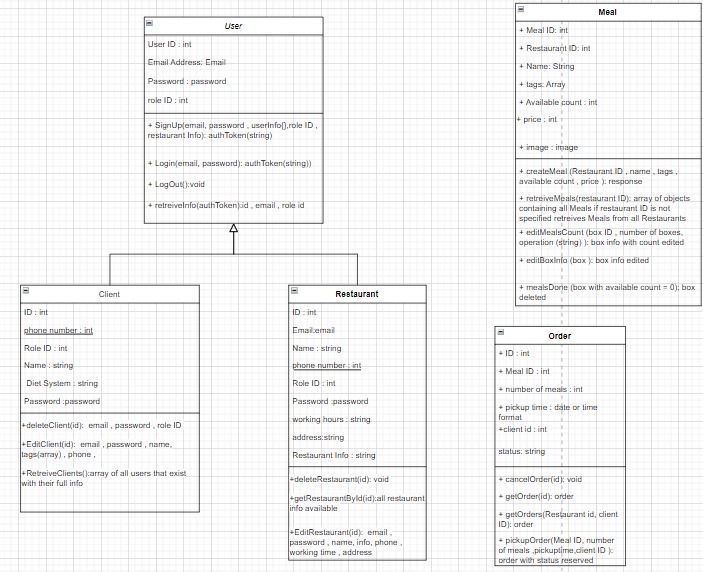 User
User ID : int
Email Address: Email
Password : password
role ID : int
+ SignUp(email, password , userInfo[],role ID ,
restaurant Info): authToken(string)
+ Login(email, password): authToken(string))
+ LogOut():void
+ retreiveInfo(authToken):id , email , role id
Client
ID : int
phone number : int
Role ID : int
Name : string
Diet System : string
Password :password
+deleteClient(id): email , password , role ID
+EditClient(id): email , password , name,
tags(array) , phone ,
+RetreiveClients():array of all users that exist
with their full info
Restaurant
ID : int
Email:email
Name : string
phone number : int
Role ID : int
Password :password
working hours : string
address:string
Restaurant Info : string
+deleteRestaurant(id): void
+getRestaurantById(id):all restaurant
info available
+EditRestaurant(id): email ,
password , name, info, phone ,
working time , address
Meal
+ Meal ID: int
+ Restaurant ID: int
+ Name: String
+ tags: Array
+ Available count : int
+ price : int
+ image : image
+ createMeal (Restaurant ID , name , tags ,
available count , price ): response
+ retreiveMeals(restaurant ID): array of objects
containing all Meals if restaurant ID is not
specified retreives Meals from all Restaurants
+ editMealsCount (box ID , number of boxes,
operation (string) ): box info with count edited
+ editBoxInfo (box ): box info edited
+ mealsDone (box with available count = 0): box
deleted
Order
+ ID : int
+ Meal ID : int
+ number of meals : int
+ pickup time : date or time
format
+client id : int
status: string
+ cancelOrder(id): void
+ getOrder(id): order
+ getOrders(Restaurant id, client
ID): order
+ pickupOrder(Meal ID, number
of meals ,pickuptime,client ID ):
order with status reserved